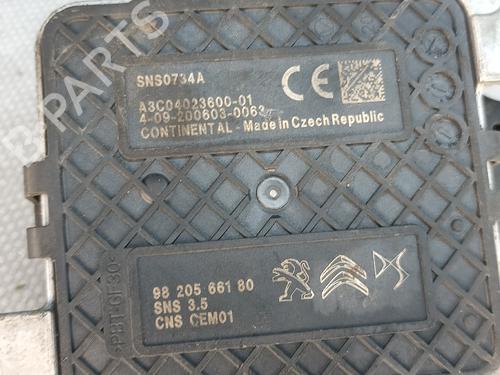 B PARTS
SNS0734A
CE
A3C04023600-01
4-09-200603-0063
CONTINENTAL - Made in Czech Republic
98 205 661 80
SNS 3.5
CNS CEM01
>PBT-GF30<